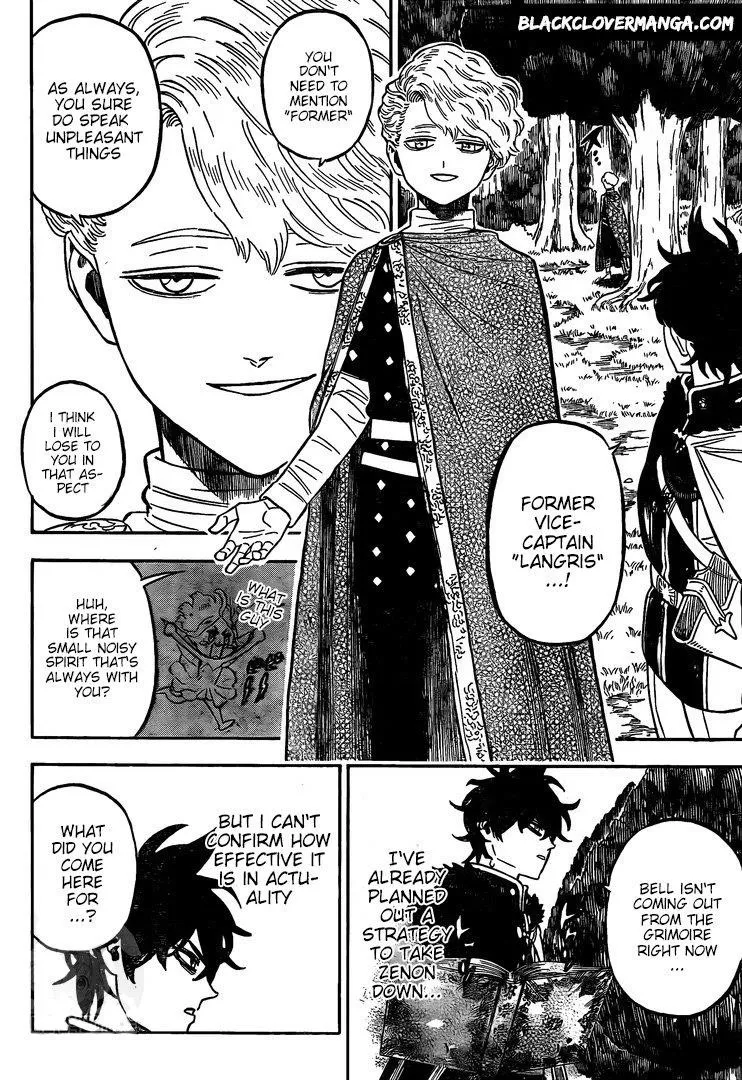 BLACKCLOVERMANGA.COM
FORMER
VICE-
CAPTAIN
"LANGRIS"
...!
YOU
DON'T
NEED TO
MENTION
"FORMER"
AS ALWAYS,
YOU SURE
DO SPEAK
UNPLEASANT
THINGS
I THINK
I WILL
LOSE TO
YOU IN
THAT AS-
PECT
HUH,
WHERE
IS THAT
SMALL NOISY
SPIRIT THAT'S
ALWAYS WITH
YOU?
WHAT
IS THIS
GUY
BELL ISN'T
COMING OUT
FROM THE
GRIMOIRE
RIGHT NOW
...
I'VE
ALREADY
PLANNED
OUT A
STRATEGY
TO TAKE
ZENON
DOWN...
BUT I CAN'T
CONFIRM HOW
EFFECTIVE IT
IS IN ACTU-
ALITY
WHAT
DID YOU
COME
HERE
FOR
...?